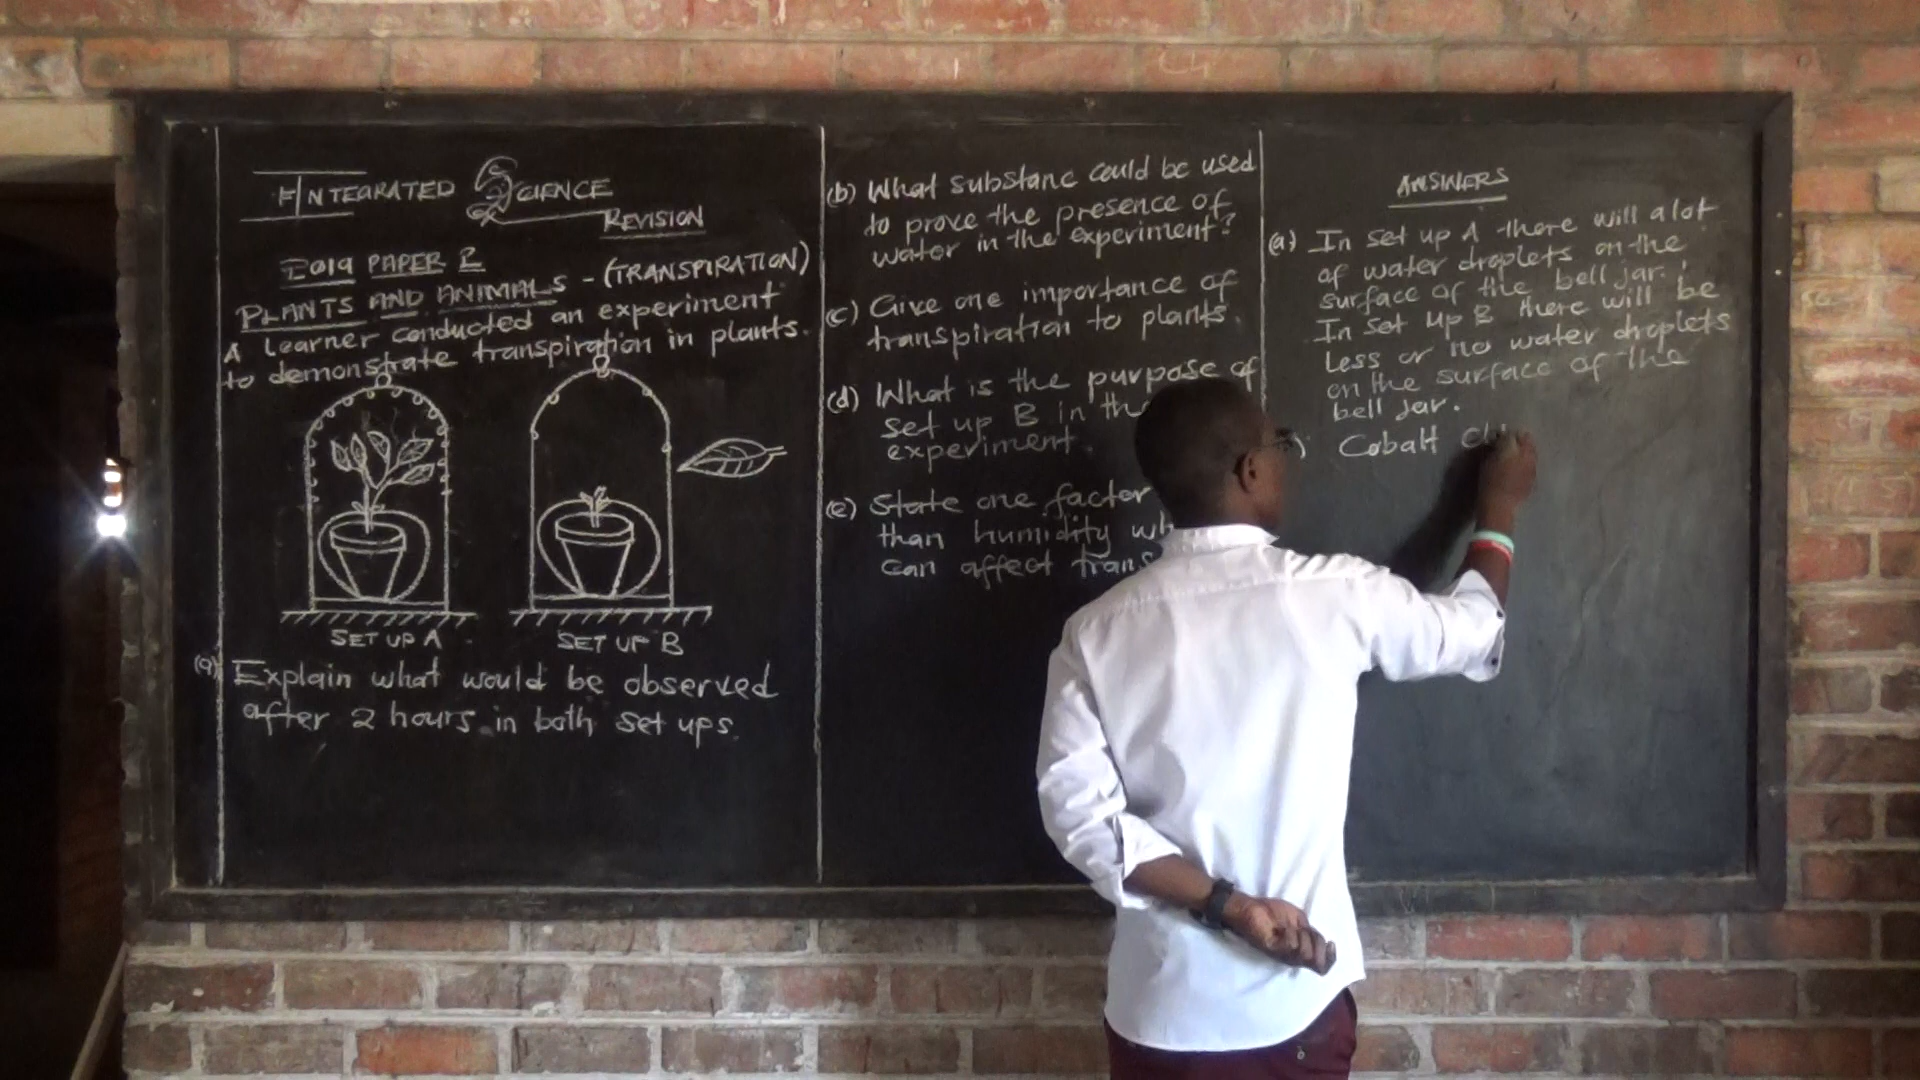 INTEGRATED SCIENCE
REVISION
2019 PAPER 2
PLANTS AND ANIMALS - (TRANSPIRATION)
A learner conducted an experiment
to demonstrate transpiration in plants.
SET UP A
SET UP B
(a) Explain what would be observed
after 2 hours in both set ups.
(b) What substanc could be used
to prove the presence of
water in the experiment?
(c) Give one importance of
transpiration to plants.
(d) What is the purpose of
set up B in the
experiment.
(e) State one factor
than humidity
can affect
ANSWERS
(a) In set up A there will a lot
of water droplets on the
surface of the bell jar.
In set up B there will be
less or no water droplets
on the surface of the
bell jar.
Cobalt